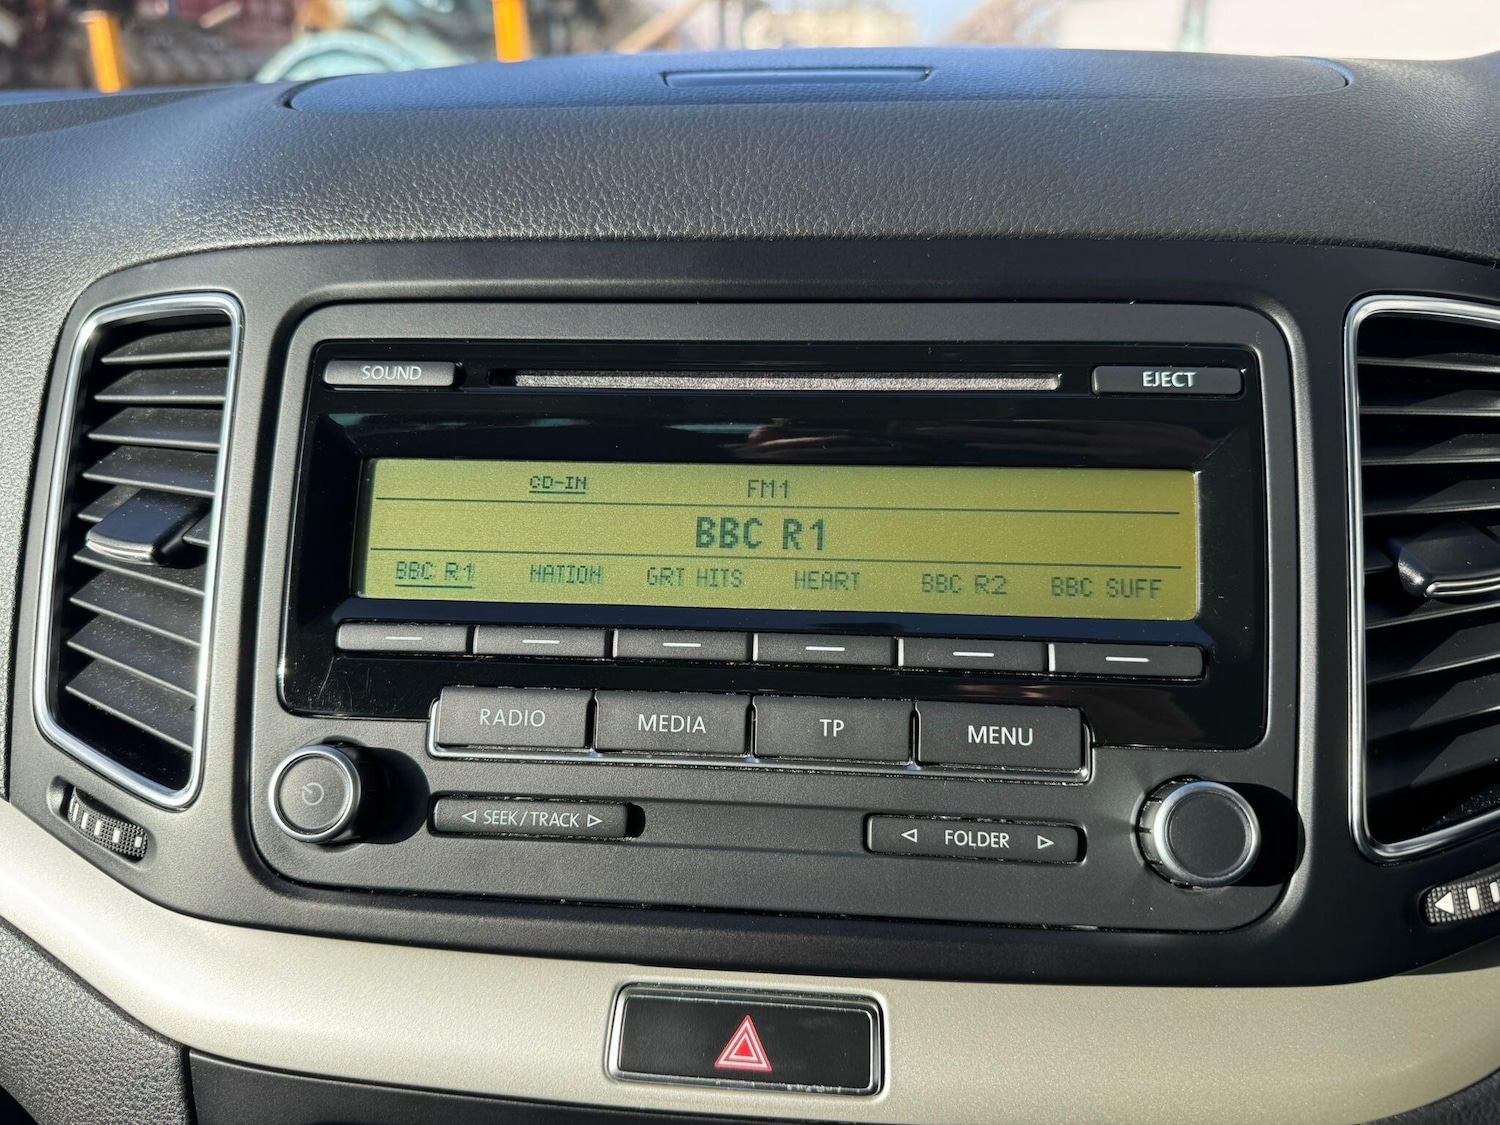 SOUND
EJECT
CD-IN FM1
BBC R1
BBC R1 NATION GRT HITS HEART BBC R2 BBC SUFF
RADIO MEDIA TP MENU
SEEK/TRACK
FOLDER